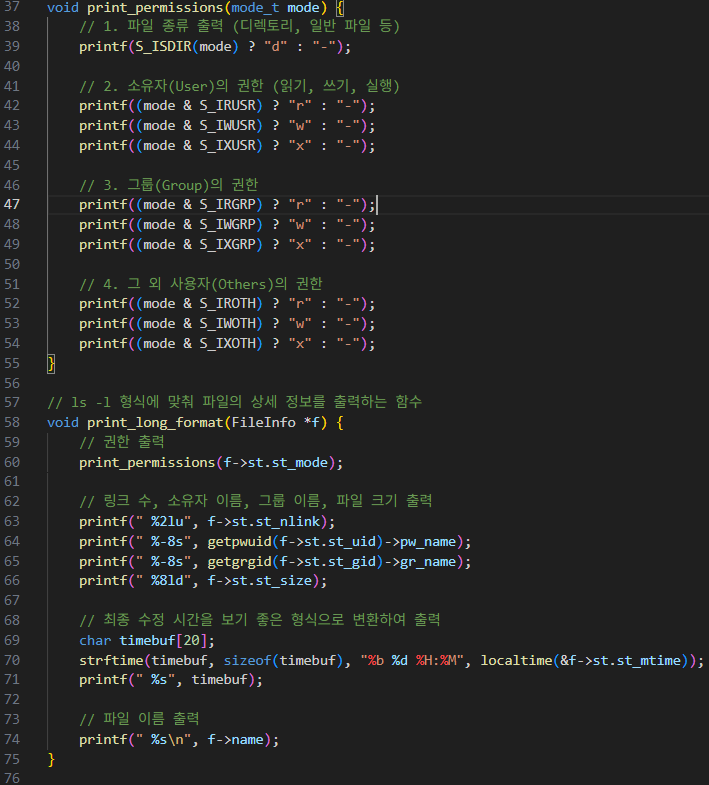 37 void print_permissions(mode_t mode) {
38     // 1. 파일 종류 출력 (디렉토리, 일반 파일 등)
39     printf(S_ISDIR(mode) ? "d" : "-");
40
41     // 2. 소유자(User)의 권한 (읽기, 쓰기, 실행)
42     printf((mode & S_IRUSR) ? "r" : "-");
43     printf((mode & S_IWUSR) ? "w" : "-");
44     printf((mode & S_IXUSR) ? "x" : "-");
45
46     // 3. 그룹(Group)의 권한
47     printf((mode & S_IRGRP) ? "r" : "-");
48     printf((mode & S_IWGRP) ? "w" : "-");
49     printf((mode & S_IXGRP) ? "x" : "-");
50
51     // 4. 그 외 사용자(Others)의 권한
52     printf((mode & S_IROTH) ? "r" : "-");
53     printf((mode & S_IWOTH) ? "w" : "-");
54     printf((mode & S_IXOTH) ? "x" : "-");
55 }
56
57 // ls -l 형식에 맞춰 파일의 상세 정보를 출력하는 함수
58 void print_long_format(FileInfo *f) {
59     // 권한 출력
60     print_permissions(f->st.st_mode);
61
62     // 링크 수, 소유자 이름, 그룹 이름, 파일 크기 출력
63     printf(" %2lu", f->st.st_nlink);
64     printf(" %-8s", getpwuid(f->st.st_uid)->pw_name);
65     printf(" %-8s", getgrgid(f->st.st_gid)->gr_name);
66     printf(" %8ld", f->st.st_size);
67
68     // 최종 수정 시간을 보기 좋은 형식으로 변환하여 출력
69     char timebuf[20];
70     strftime(timebuf, sizeof(timebuf), "%b %d %H:%M", localtime(&f->st.st_mtime));
71     printf(" %s", timebuf);
72
73     // 파일 이름 출력
74     printf(" %s\n", f->name);
75 }
76